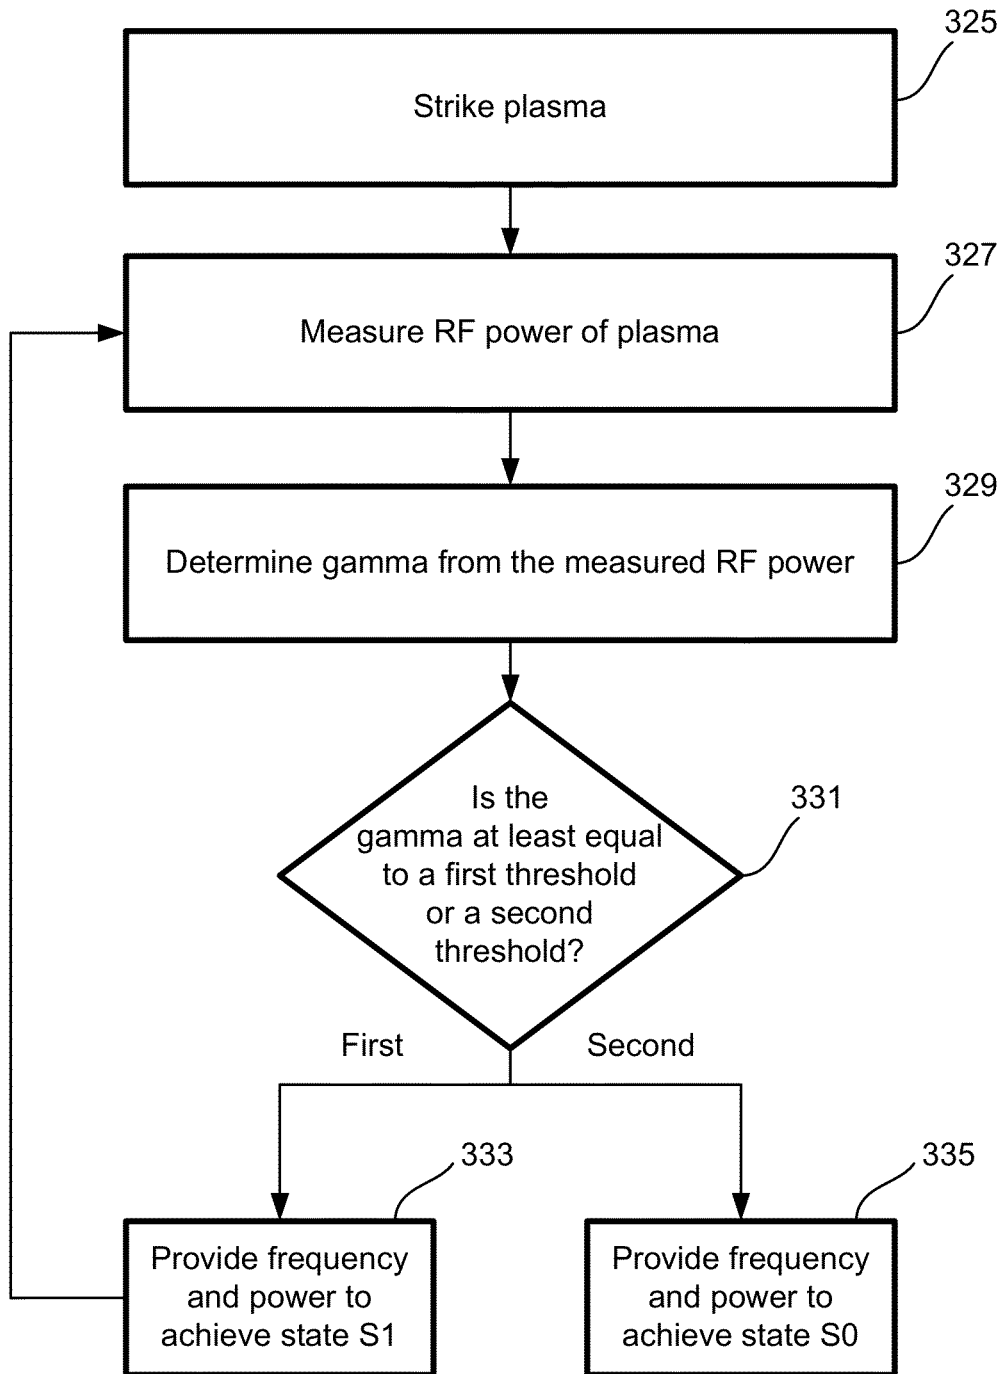 325
Strike plasma
327
Measure RF power of plasma
329
Determine gamma from the measured RF power
331
Is the
gamma at least equal
to a first threshold
or a second
threshold?
First
Second
333
335
Provide frequency
and power to
achieve state S1
Provide frequency
and power to
achieve state S0